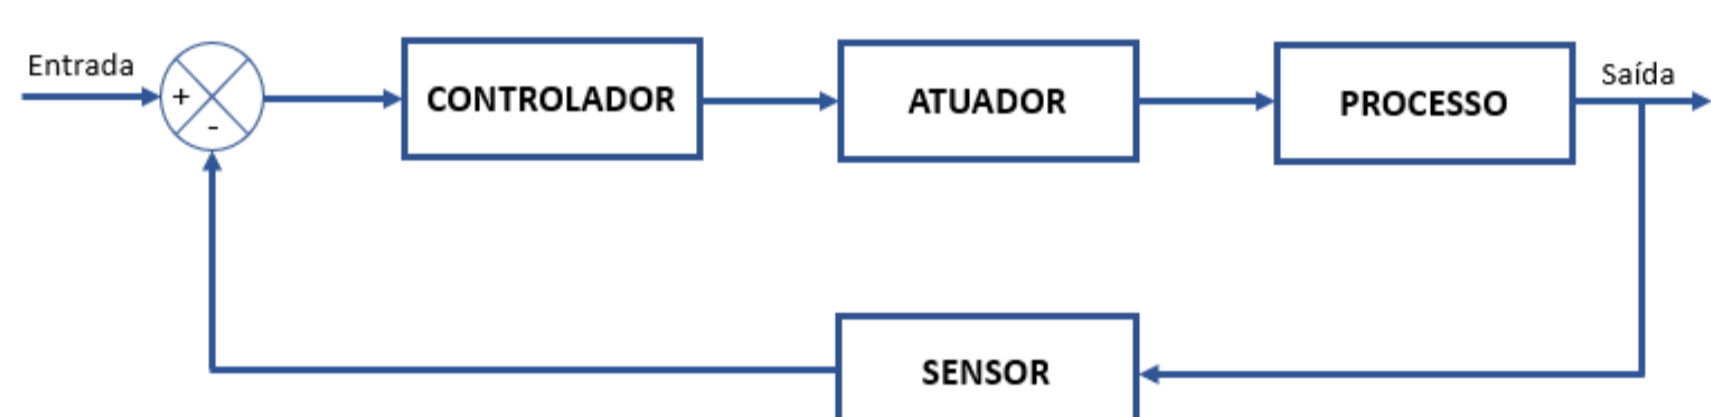 Entrada
+
-
CONTROLADOR
ATUADOR
PROCESSO
Saída
SENSOR